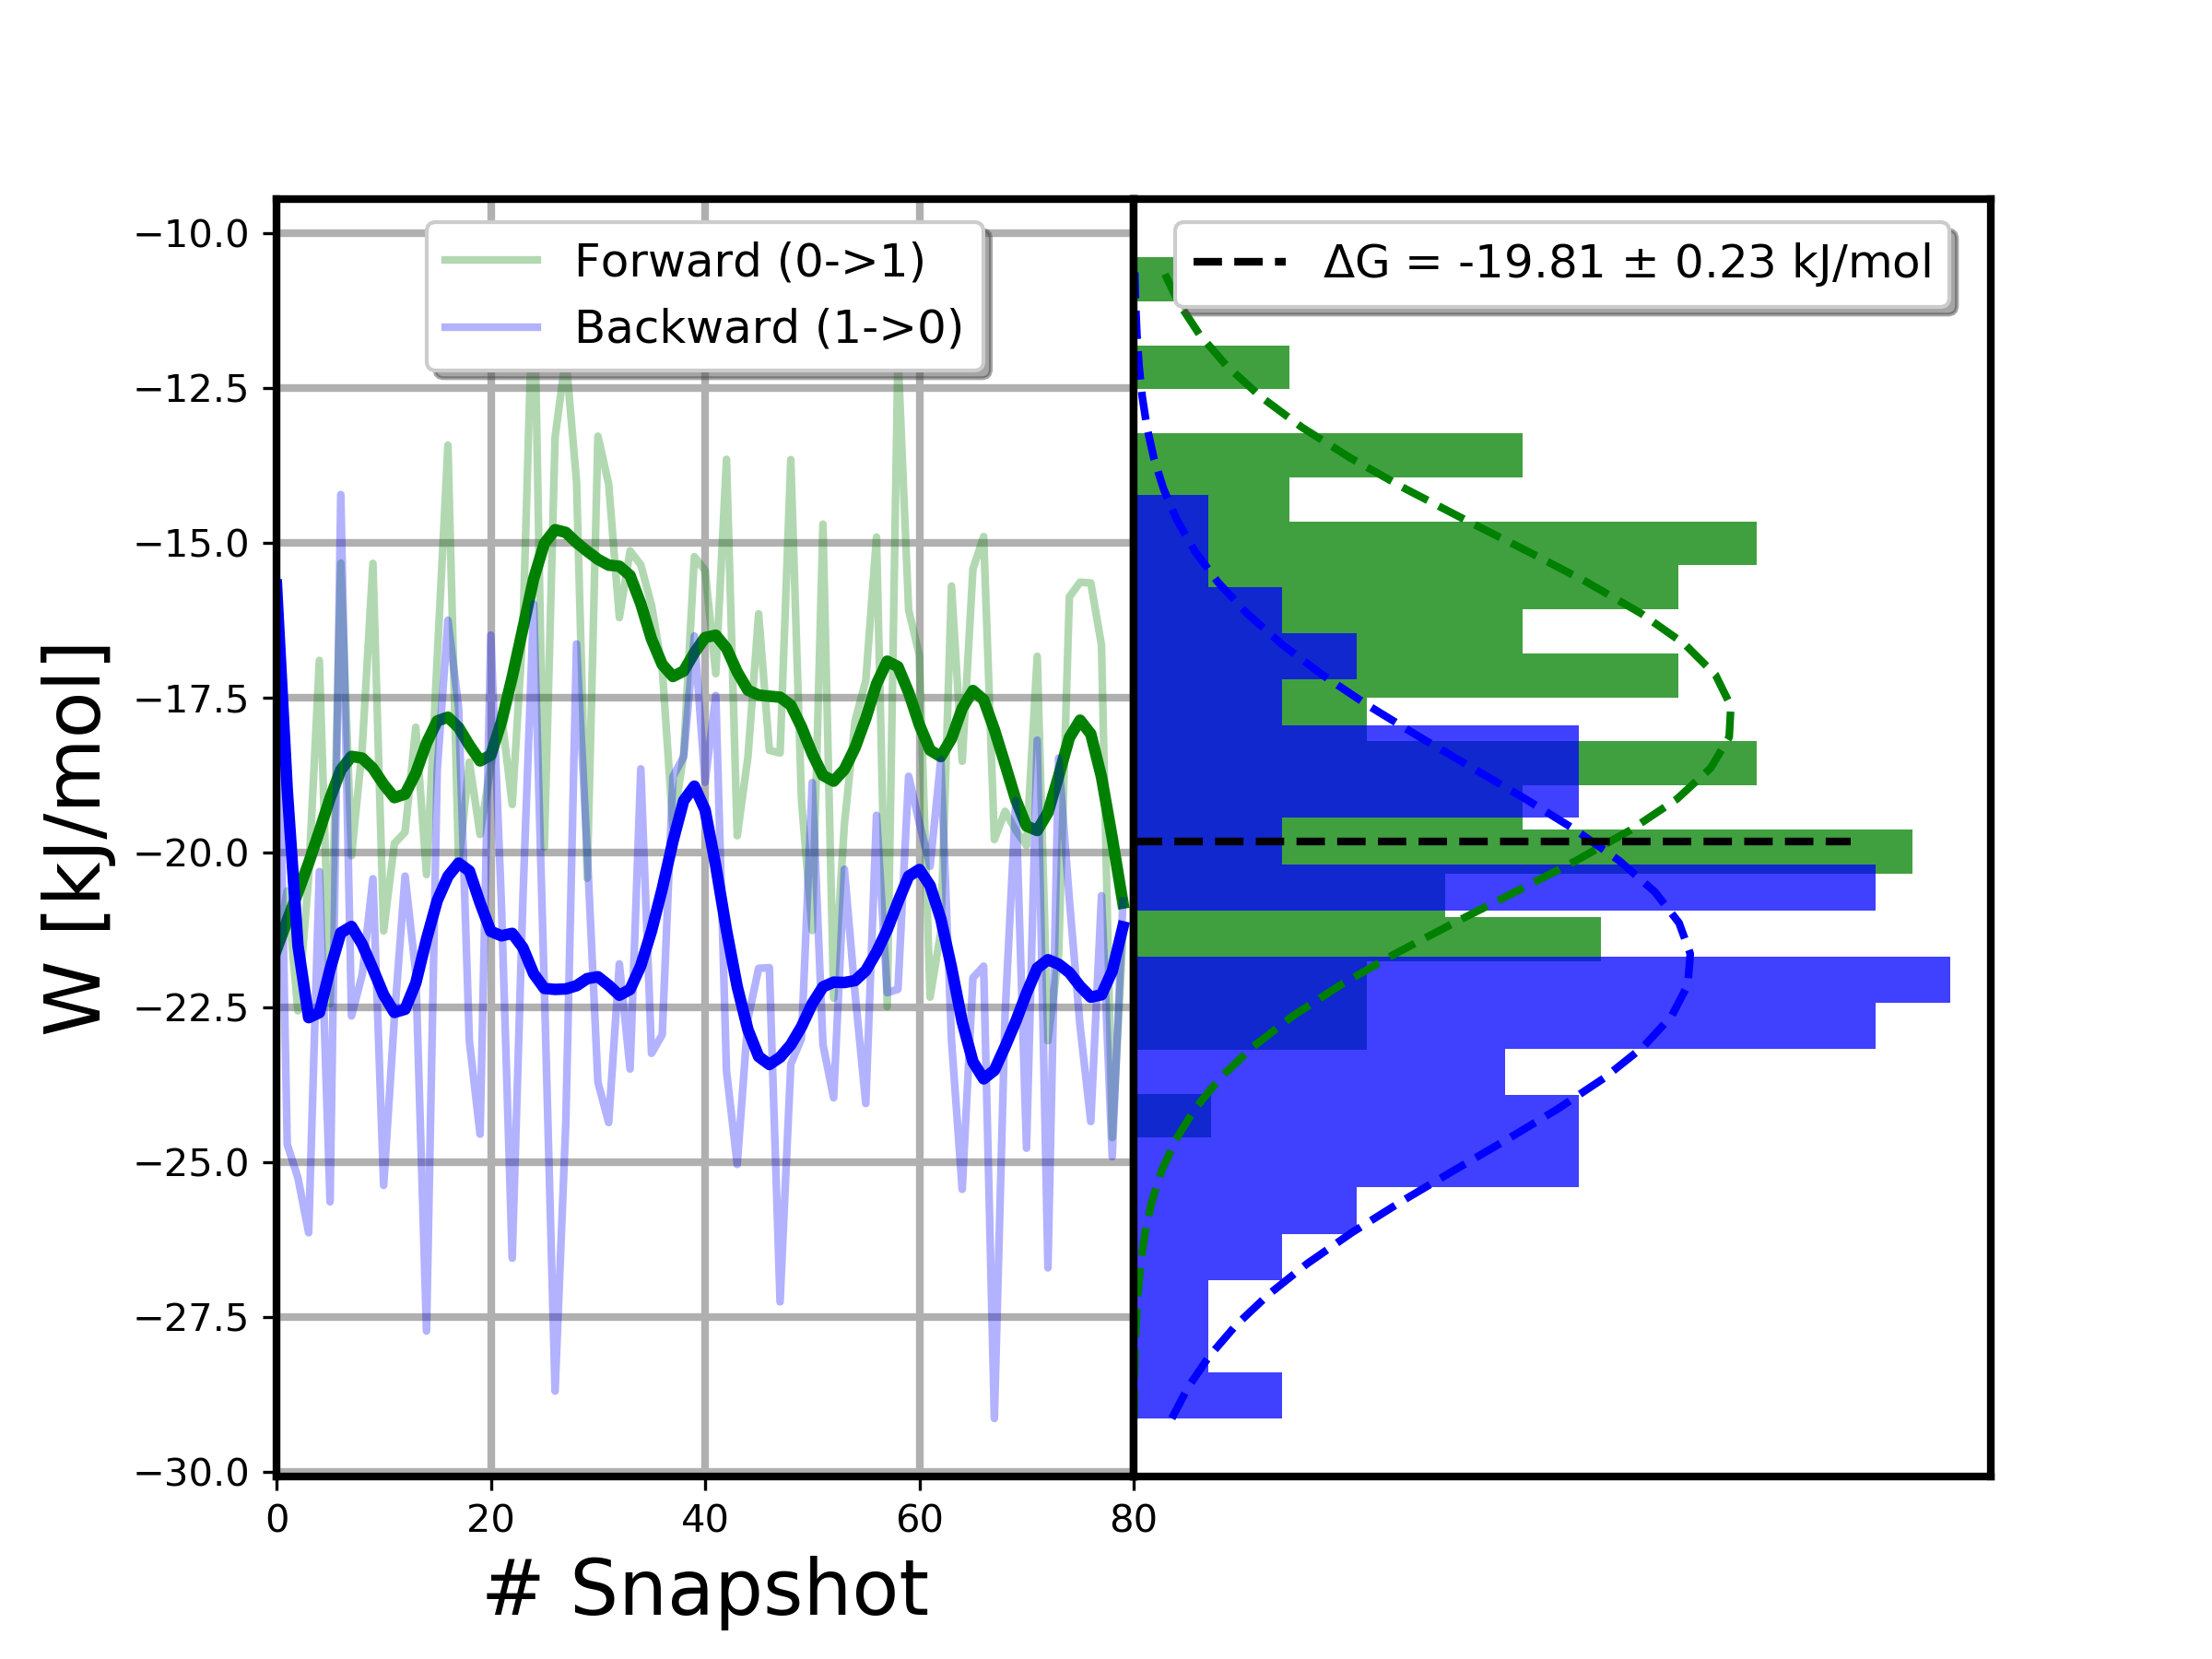 Forward (0->1)
Backward (1->0)
ΔG = -19.81 ± 0.23 kJ/mol
W [kJ/mol]
−10.0
−12.5
−15.0
−17.5
−20.0
−22.5
−25.0
−27.5
−30.0
0 20 40 60 80
# Snapshot